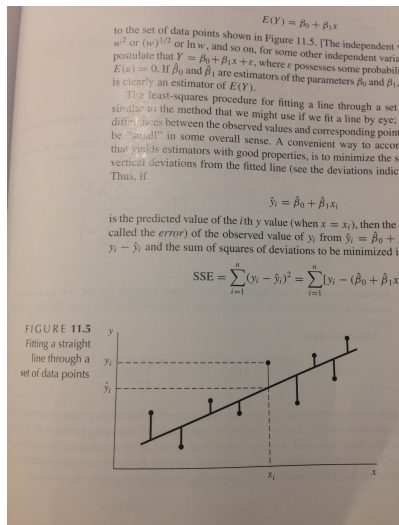 E(Y) = β₀ + β₁x
to the set of data points shown in Figure 11.5. [The independent
w² or (w)^{1/2} or ln w, and so on, for some other independent
postulate that Y = β₀ + β₁x + ε, where ε possesses some
E(ε) = 0. If β̂₀ and β̂₁ are estimators of the parameters β₀ and β₁,
is clearly an estimator of E(Y).
The least-squares procedure for fitting a line through a set
similar to the method that we might use if we fit a line by eye;
differences between the observed values and corresponding
be "small" in some overall sense. A convenient way to
that yields estimators with good properties, is to minimize the
vertical deviations from the fitted line (see the deviations
Thus, if
ŷᵢ = β̂₀ + β̂₁xᵢ
is the predicted value of the ith y value (when x = xᵢ), then the
called the error) of the observed value of yᵢ from ŷᵢ = β̂₀ +
yᵢ − ŷᵢ and the sum of squares of deviations to be minimized
SSE = ∑ⁿᵢ₌₁(yᵢ − ŷᵢ)² = ∑ⁿᵢ₌₁[yᵢ − (β̂₀ + β̂₁x
FIGURE 11.5
Fitting a straight
line through a
set of data points
y
yᵢ
ŷᵢ
xᵢ
x